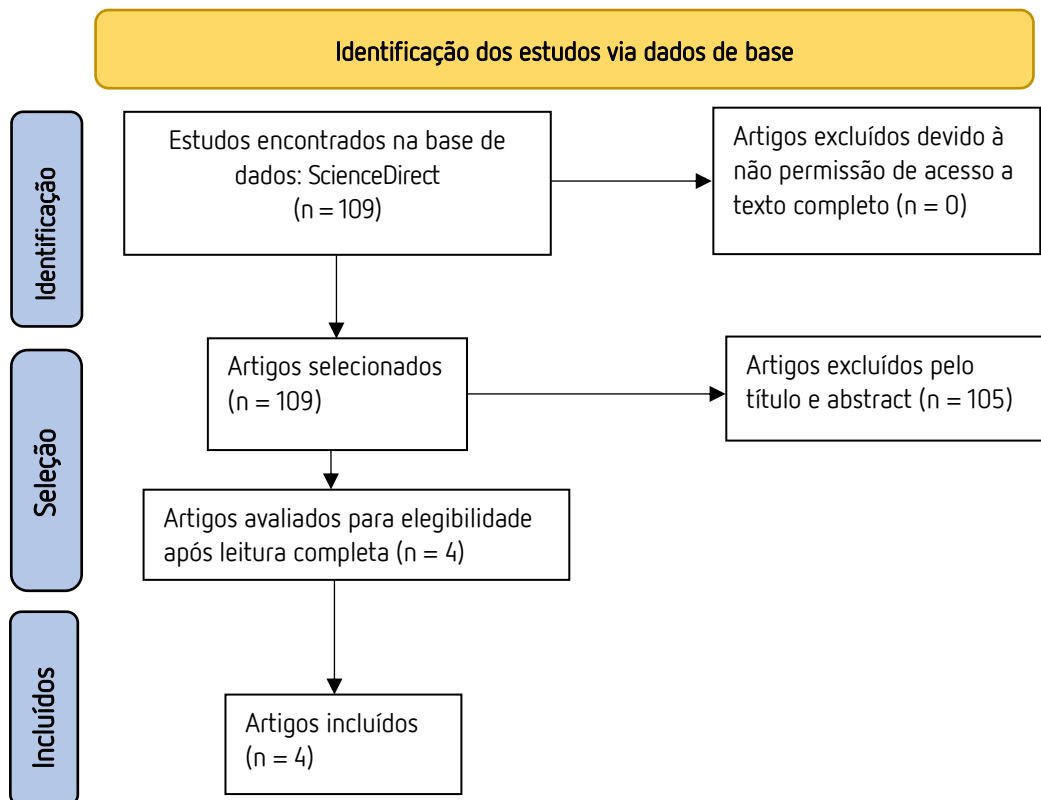 Identificação dos estudos via dados de base
Identificação
Estudos encontrados na base de
dados: ScienceDirect
(n = 109)
Artigos excluídos devido à
não permissão de acesso a
texto completo (n = 0)
Seleção
Artigos selecionados
(n = 109)
Artigos excluídos pelo
título e abstract (n = 105)
Artigos avaliados para elegibilidade
após leitura completa (n = 4)
Incluídos
Artigos incluídos
(n = 4)